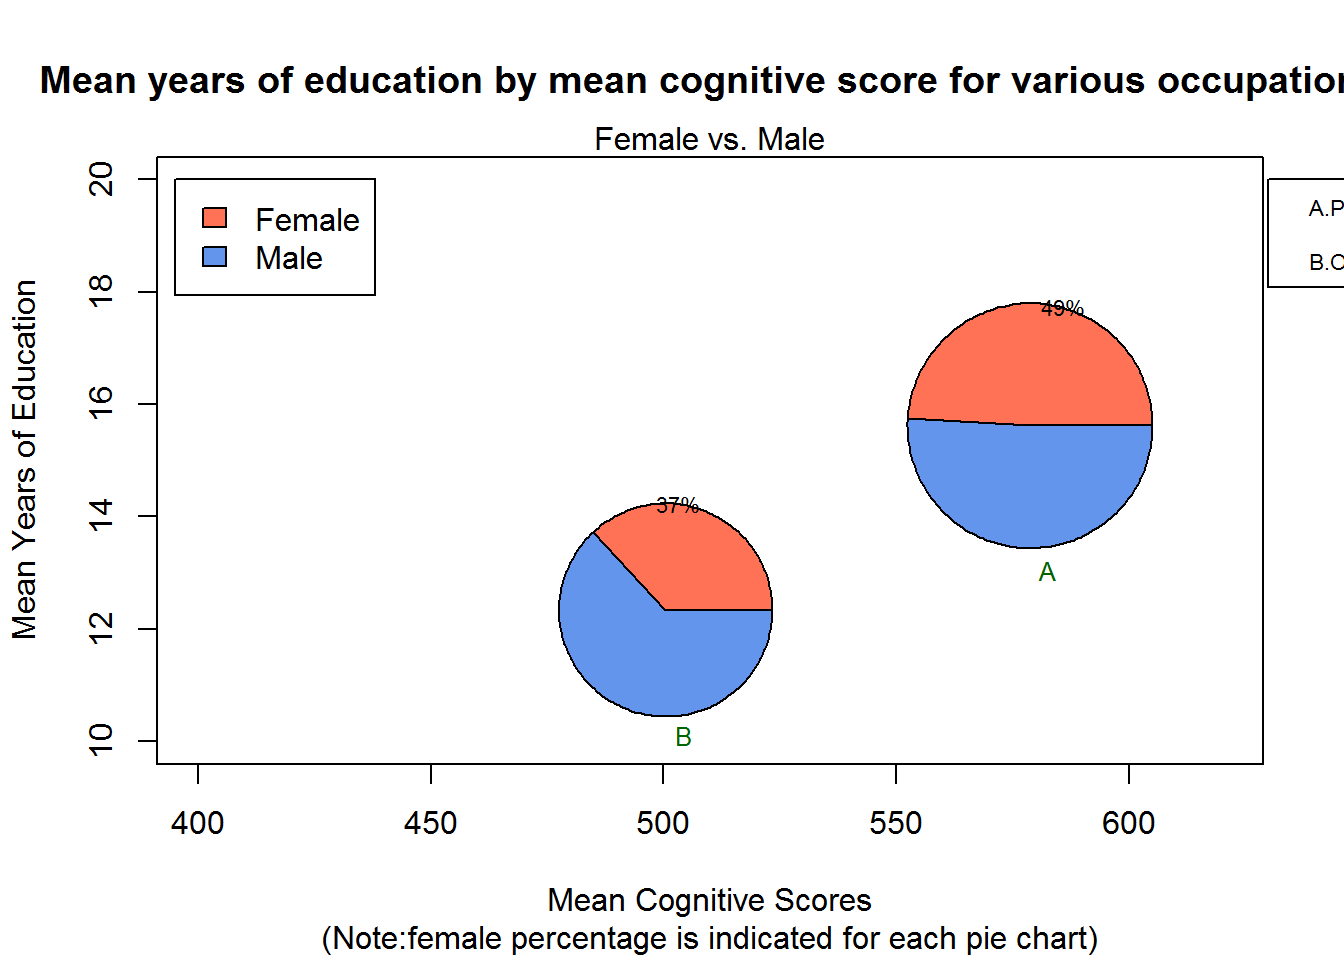 Mean years of education by mean cognitive score for various occupation
Female vs. Male
Female
Male
A.P
B.C
20
18
16
14
12
10
Mean Years of Education
49%
37%
A
B
400 450 500 550 600
Mean Cognitive Scores
(Note:female percentage is indicated for each pie chart)